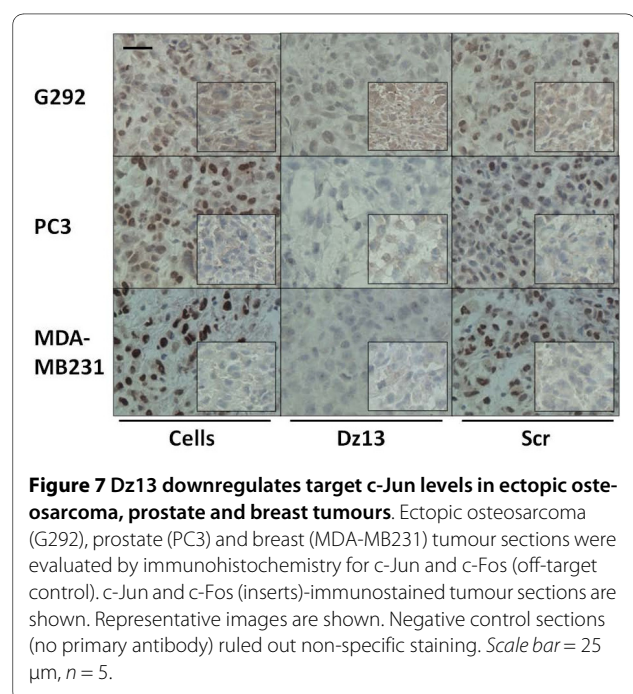 G292
PC3
MDA-
MB231
Cells Dz13 Scr
Figure 7 Dz13 downregulates target c-Jun levels in ectopic oste-
osarcoma, prostate and breast tumours. Ectopic osteosarcoma
(G292), prostate (PC3) and breast (MDA-MB231) tumour sections were
evaluated by immunohistochemistry for c-Jun and c-Fos (off-target
control). c-Jun and c-Fos (inserts)-immunostained tumour sections are
shown. Representative images are shown. Negative control sections
(no primary antibody) ruled out non-specific staining. Scale bar = 25
μm, n = 5.